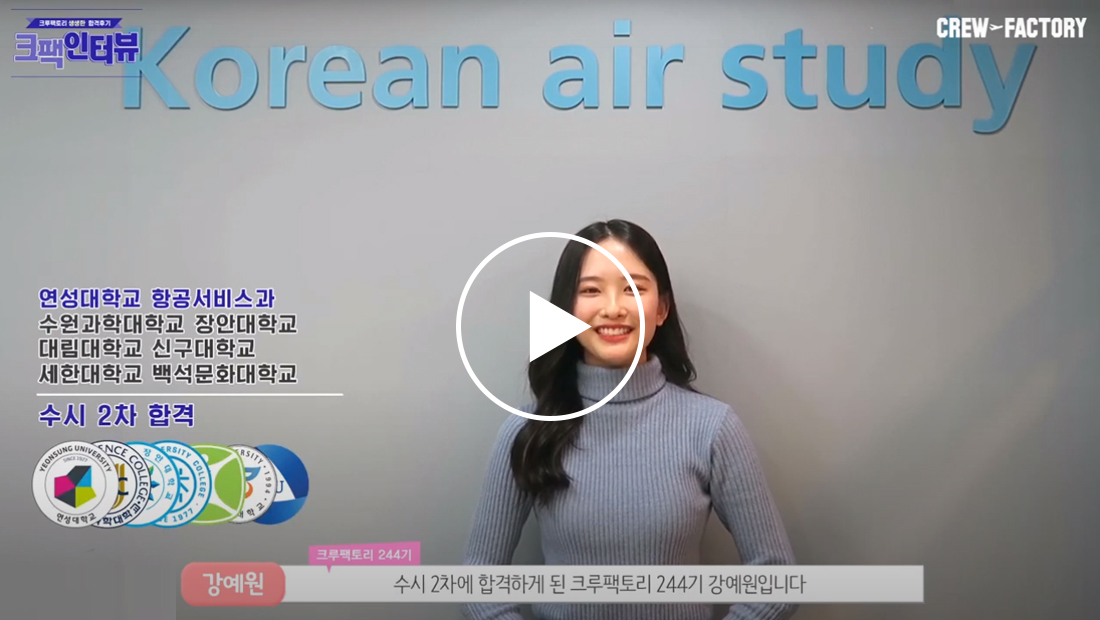 크루팩토리 생생한 합격후기
크팩인터뷰
CREW FACTORY
Korean air study
연성대학교 항공서비스과
수원과학대학교 장안대학교
대림대학교 신구대학교
세한대학교 백석문화대학교
수시 2차 합격
YEONSUNG UNIVERSITY
SINCE 1977
연성대학교
크루팩토리 244기
강예원
수시 2차에 합격하게 된 크루팩토리 244기 강예원입니다